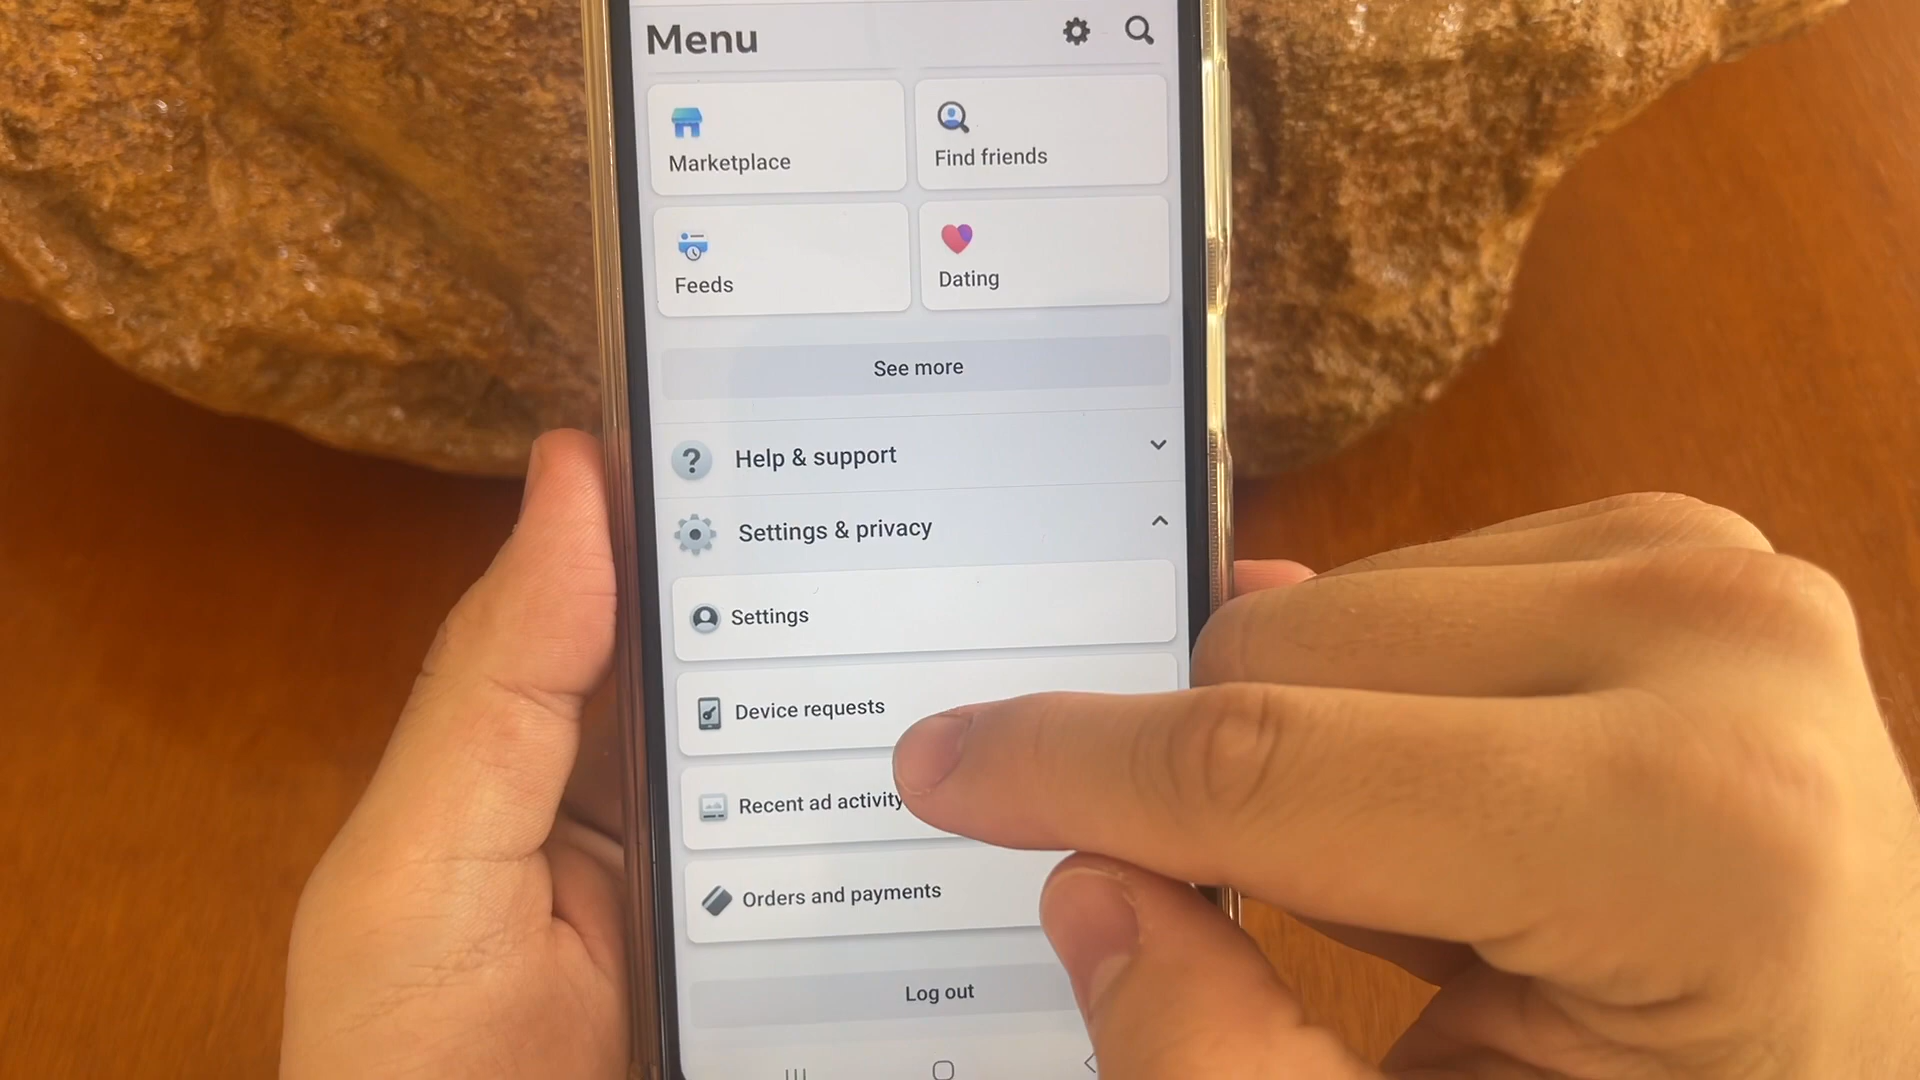 Menu
Marketplace
Find friends
Feeds
Dating
See more
Help & support
Settings & privacy
Settings
Device requests
Recent ad activity
Orders and payments
Log out